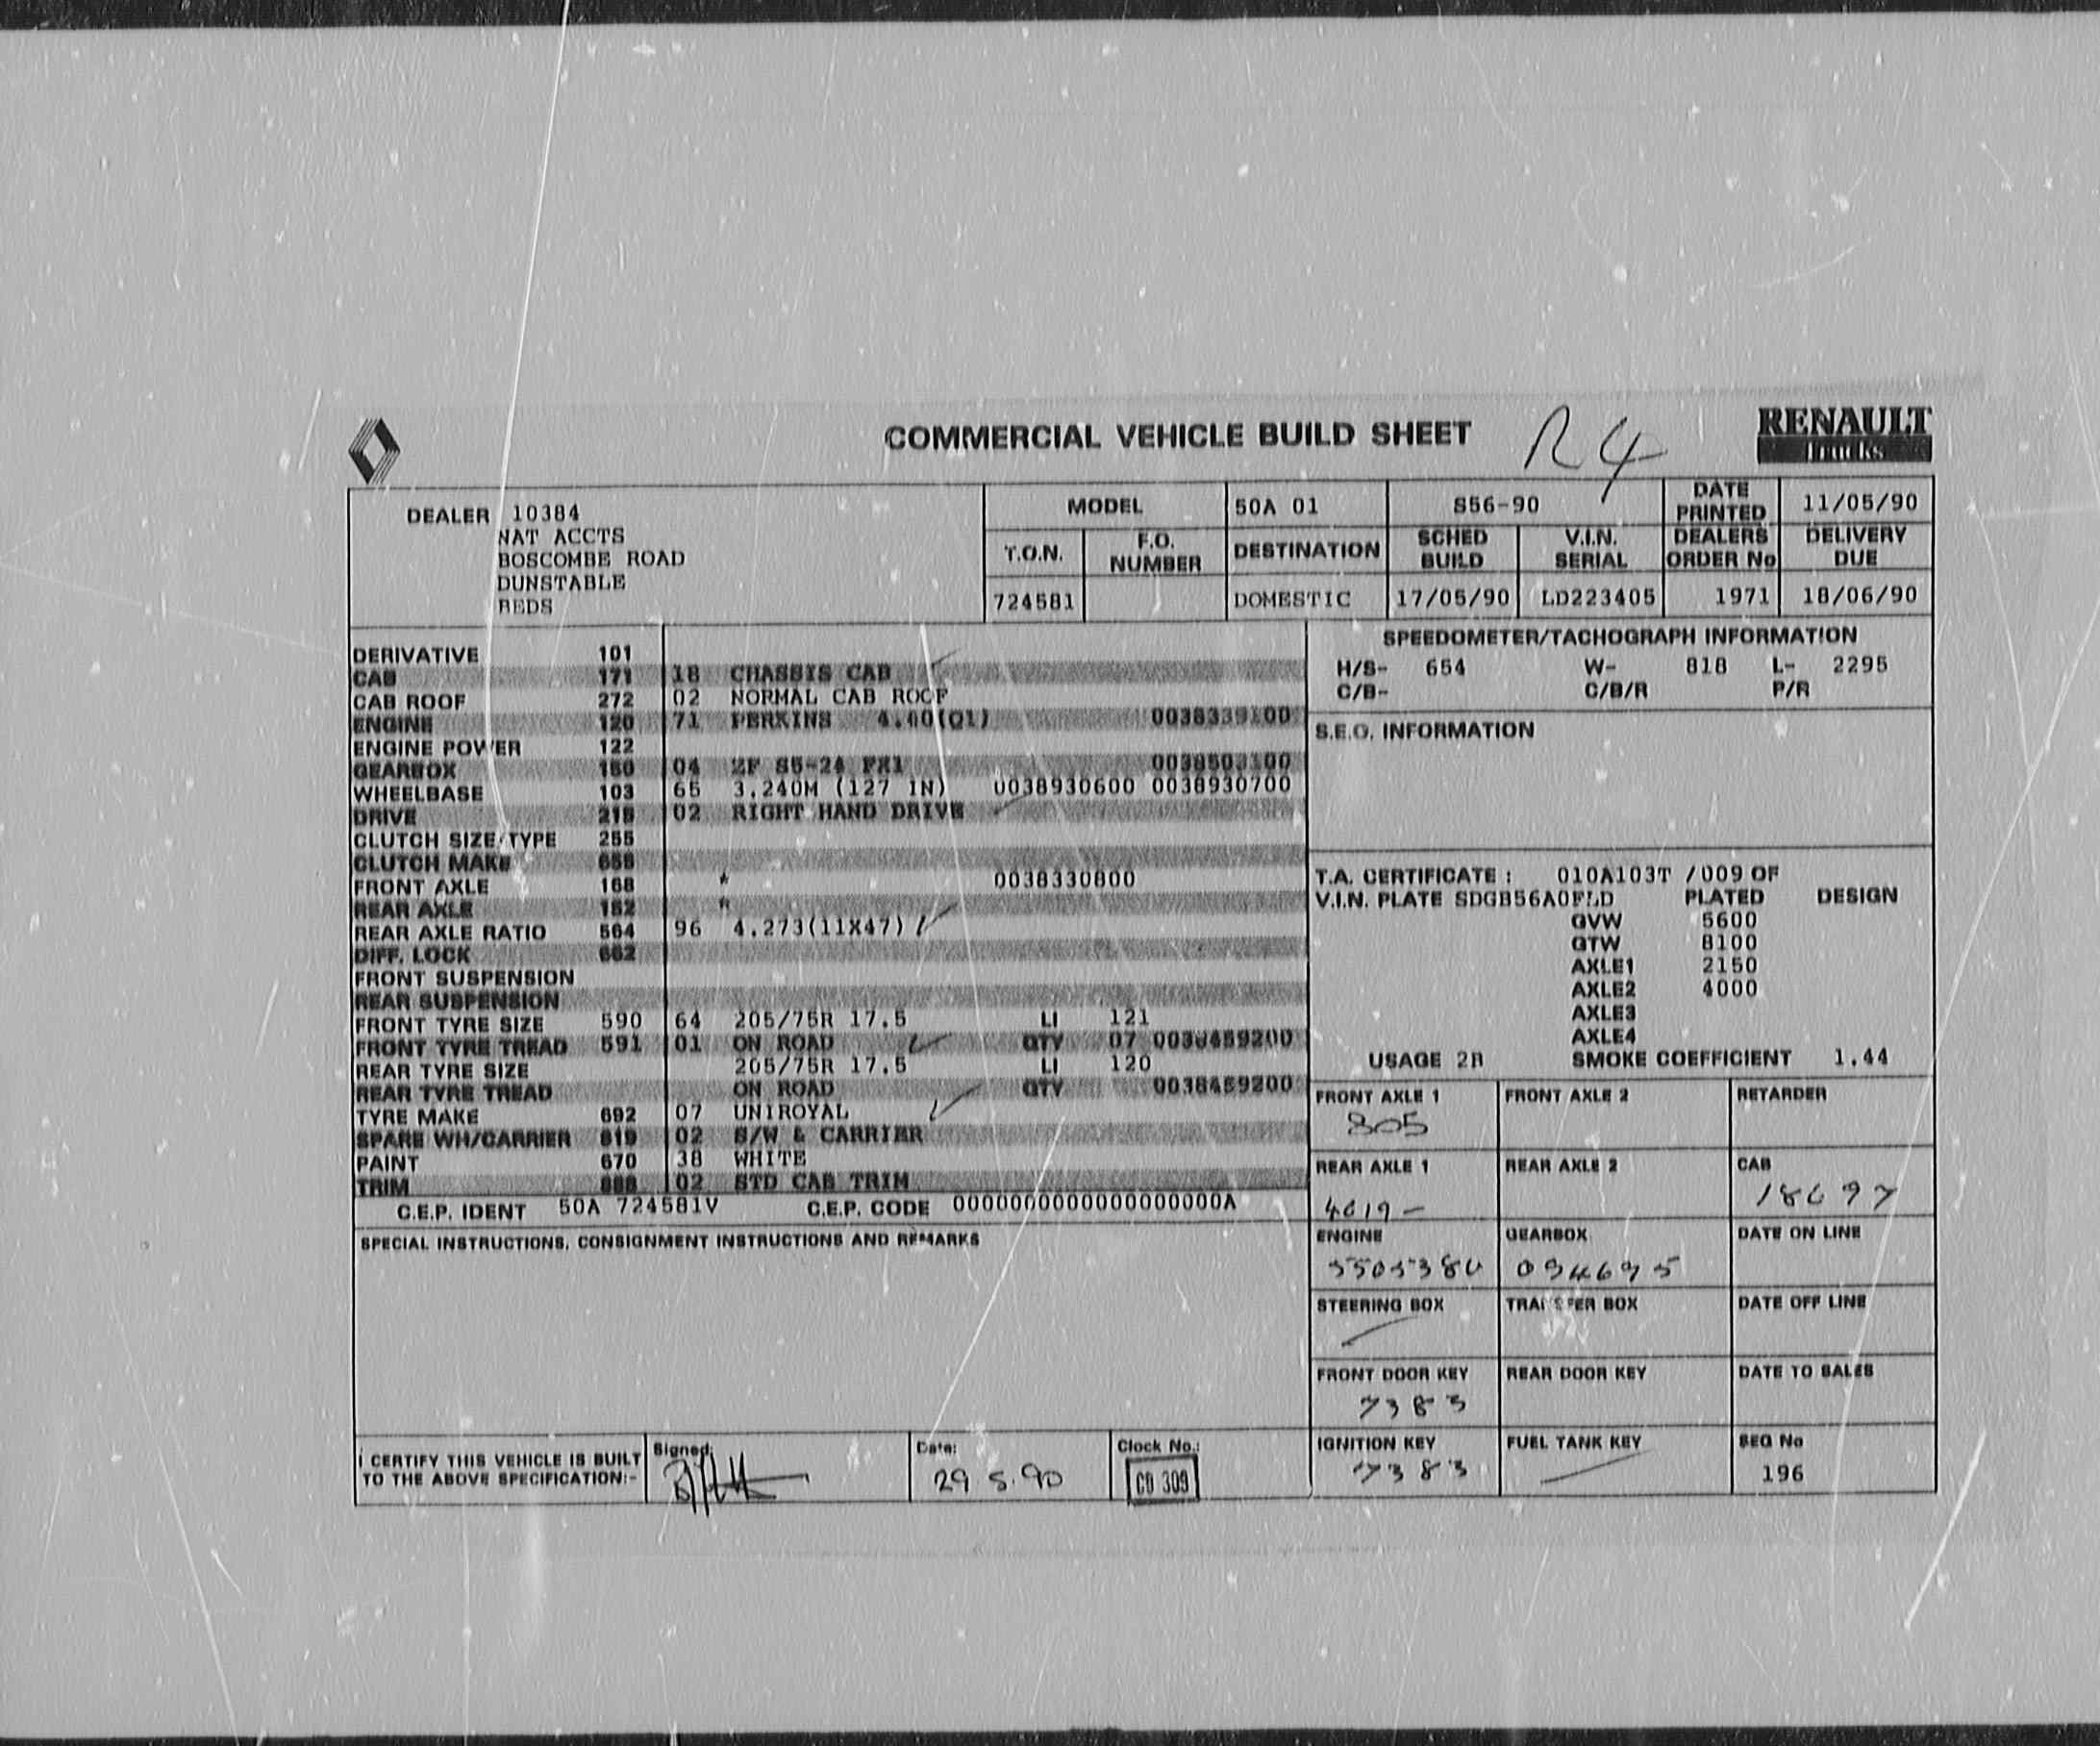 COMMERCIAL VEHICLE BUILD SHEET R4
RENAULT
Trucks
DEALER 10384
NAT ACCTS
BOSCOMBE ROAD
DUNSTABLE
BEDS
MODEL 50A 01 S56-90 DATE PRINTED 11/05/90
T.O.N. F.O. NUMBER DESTINATION SCHED BUILD V.I.N. SERIAL DEALERS ORDER No DELIVERY DUE
724581 DOMESTIC 17/05/90 LD223405 1971 18/06/90
DERIVATIVE 101
CAB 171 18 CHASSIS CAB
CAB ROOF 272 02 NORMAL CAB ROOF
ENGINE 120 71 PERKINS 4.40(Q1) 0038339100
ENGINE POWER 122
GEARBOX 150 04 ZF S5-24 FX1 0038503100
WHEELBASE 103 65 3.240M (127 IN) 0038930600 0038930700
DRIVE 218 02 RIGHT HAND DRIVE
CLUTCH SIZE/TYPE 255
CLUTCH MAKE
FRONT AXLE 168 * 0038330800
REAR AXLE 152 *
REAR AXLE RATIO 564 96 4.273(11X47)
DIFF. LOCK 662
FRONT SUSPENSION
REAR SUSPENSION
FRONT TYRE SIZE 590 64 205/75R 17.5 LI 121
FRONT TYRE TREAD 591 01 ON ROAD QTY 07 0038459200
REAR TYRE SIZE 205/75R 17.5 LI 120
REAR TYRE TREAD ON ROAD QTY 0038459200
TYRE MAKE 692 07 UNIROYAL
SPARE WH/CARRIER 619 02 S/W & CARRIER
PAINT 670 38 WHITE
TRIM 02 STD CAB TRIM
C.E.P. IDENT 50A 724581V C.E.P. CODE 00000000000000000000A
SPECIAL INSTRUCTIONS, CONSIGNMENT INSTRUCTIONS AND REMARKS
I CERTIFY THIS VEHICLE IS BUILT
TO THE ABOVE SPECIFICATION:-
Signed:
Date:
29 5.90
Clock No.:
CD 309
SPEEDOMETER/TACHOGRAPH INFORMATION
H/S- 654 W- 818 L- 2295
C/B- C/B/R P/R
S.E.O. INFORMATION
T.A. CERTIFICATE : 010A103T /009 OF
V.I.N. PLATE SDGB56A0FLD PLATED DESIGN
GVW 5600
GTW 8100
AXLE1 2150
AXLE2 4000
AXLE3
AXLE4
USAGE 2R SMOKE COEFFICIENT 1.44
FRONT AXLE 1 FRONT AXLE 2 RETARDER
805
REAR AXLE 1 REAR AXLE 2 CAB
4019 - 18697
ENGINE GEARBOX DATE ON LINE
094695
STEERING BOX TRANSFER BOX DATE OFF LINE
FRONT DOOR KEY REAR DOOR KEY DATE TO SALES
7383
IGNITION KEY FUEL TANK KEY SEQ No
7383 196